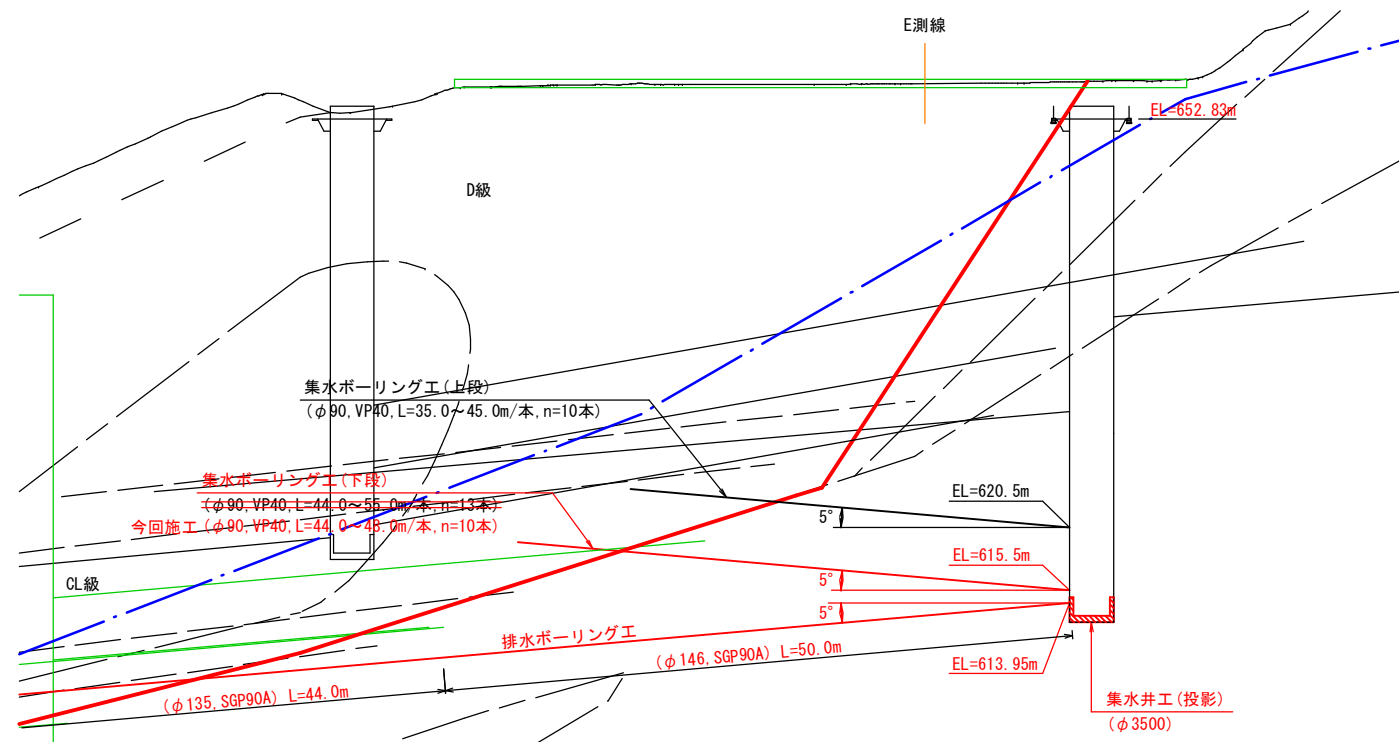 E測線
EL=652.83m
D級
集水ボーリング工(上段)
(φ90,VP40,L=35.0～45.0m/本,n=10本)
集水ボーリング工(下段)
(φ90,VP40,L=44.0～55.0m/本,n=13本)
今回施工(φ90,VP40,L=44.0～48.0m/本,n=10本)
EL=620.5m
5°
EL=615.5m
CL級
5°
5°
排水ボーリング工
(φ146,SGP90A) L=50.0m
EL=613.95m
(φ135,SGP90A) L=44.0m
集水井工(投影)
(φ3500)